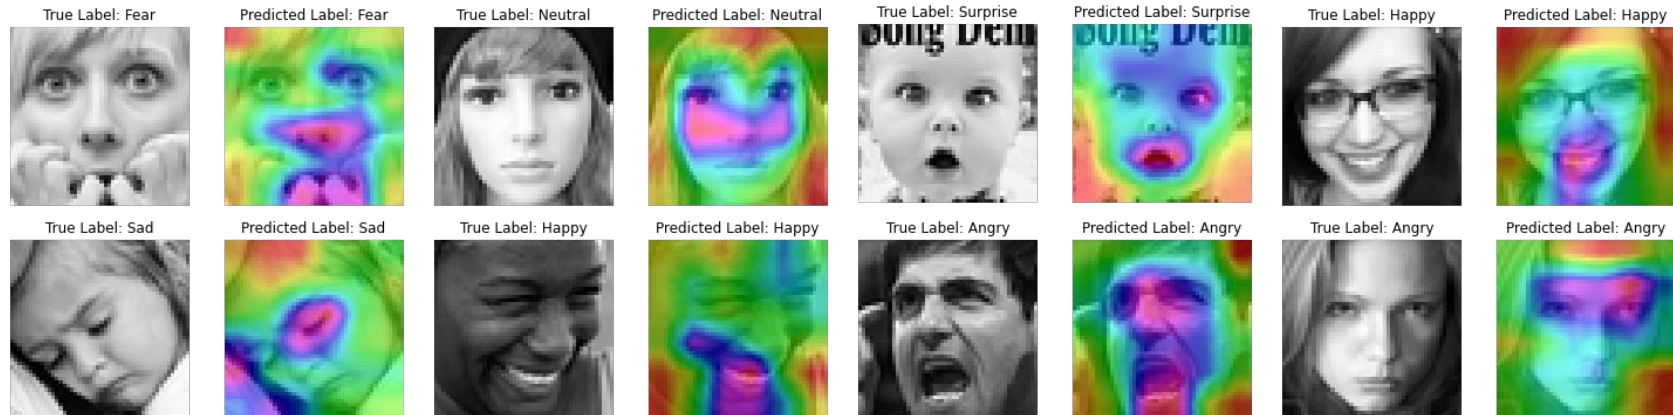 True Label: Fear
Predicted Label: Fear
True Label: Neutral
Predicted Label: Neutral
True Label: Surprise
Predicted Label: Surprise
True Label: Happy
Predicted Label: Happy
True Label: Sad
Predicted Label: Sad
True Label: Happy
Predicted Label: Happy
True Label: Angry
Predicted Label: Angry
True Label: Angry
Predicted Label: Angry